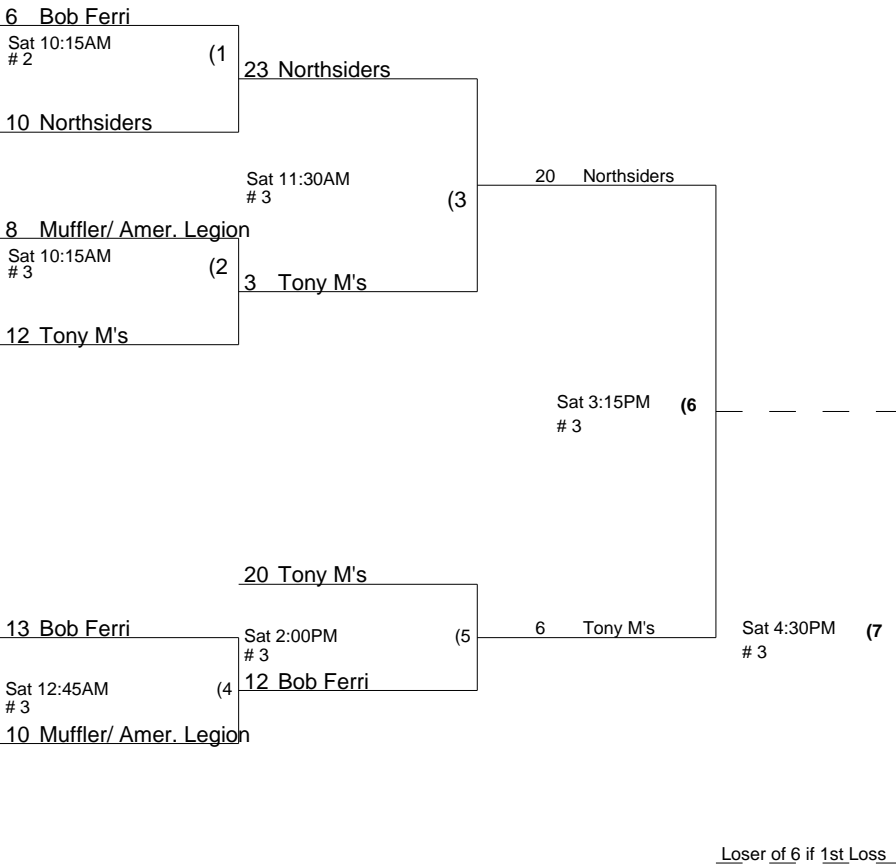 6 Bob Ferri
Sat 10:15AM
# 2
(1
23 Northsiders
10 Northsiders
Sat 11:30AM
# 3
(3
20 Northsiders
8 Muffler/ Amer. Legion
Sat 10:15AM
# 3
(2
3 Tony M's
12 Tony M's
Sat 3:15PM
(6
# 3
20 Tony M's
13 Bob Ferri
Sat 2:00PM
# 3
(5
6 Tony M's
Sat 4:30PM
(7
# 3
12 Bob Ferri
Sat 12:45AM
# 3
(4
10 Muffler/ Amer. Legion
Loser of 6 if 1st Loss